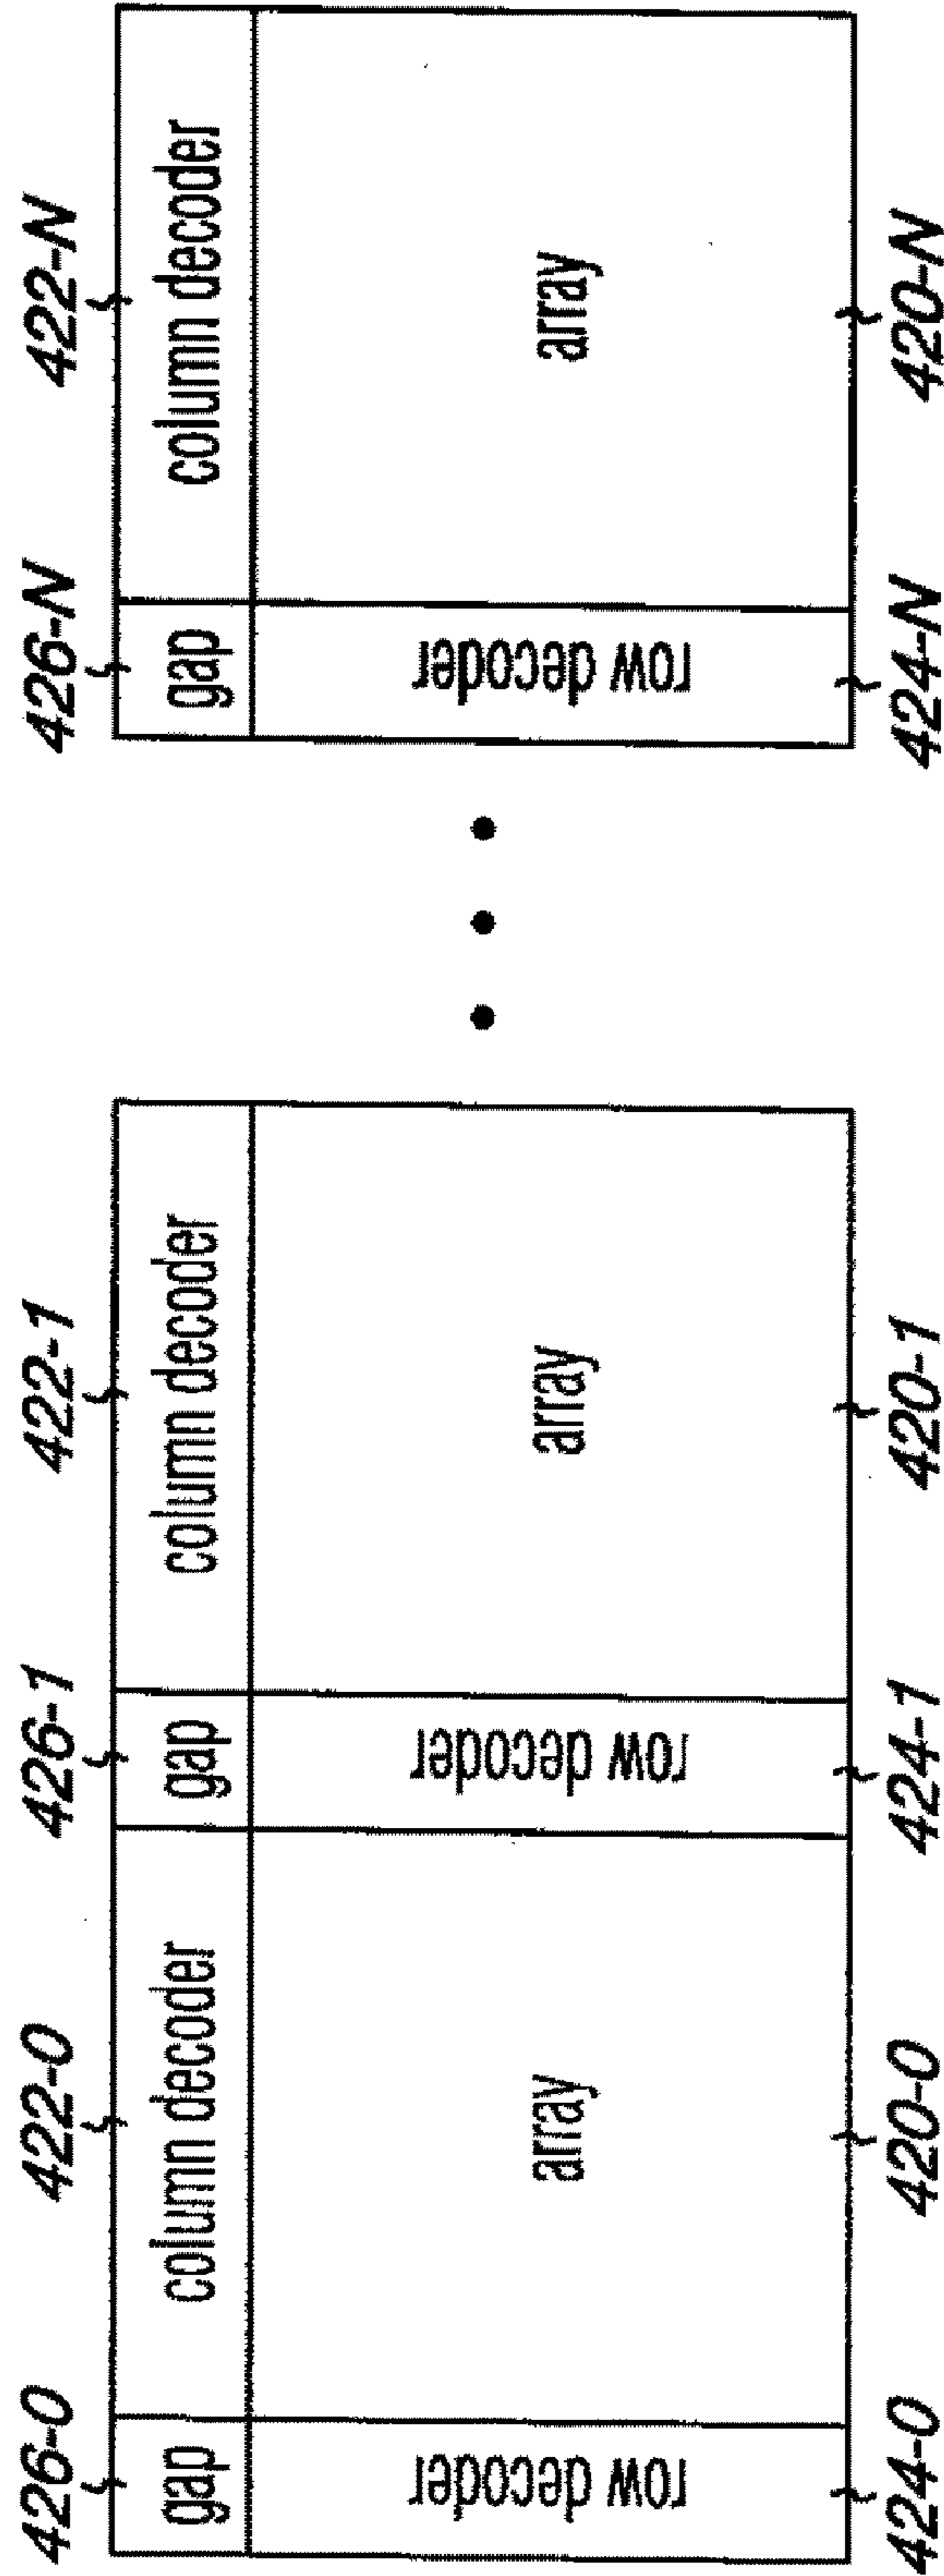 426-0 422-0 426-1 422-1 426-N 422-N
gap column decoder gap column decoder gap column decoder
row decoder array row decoder array row decoder array
424-0 420-0 424-1 420-1 424-N 420-N